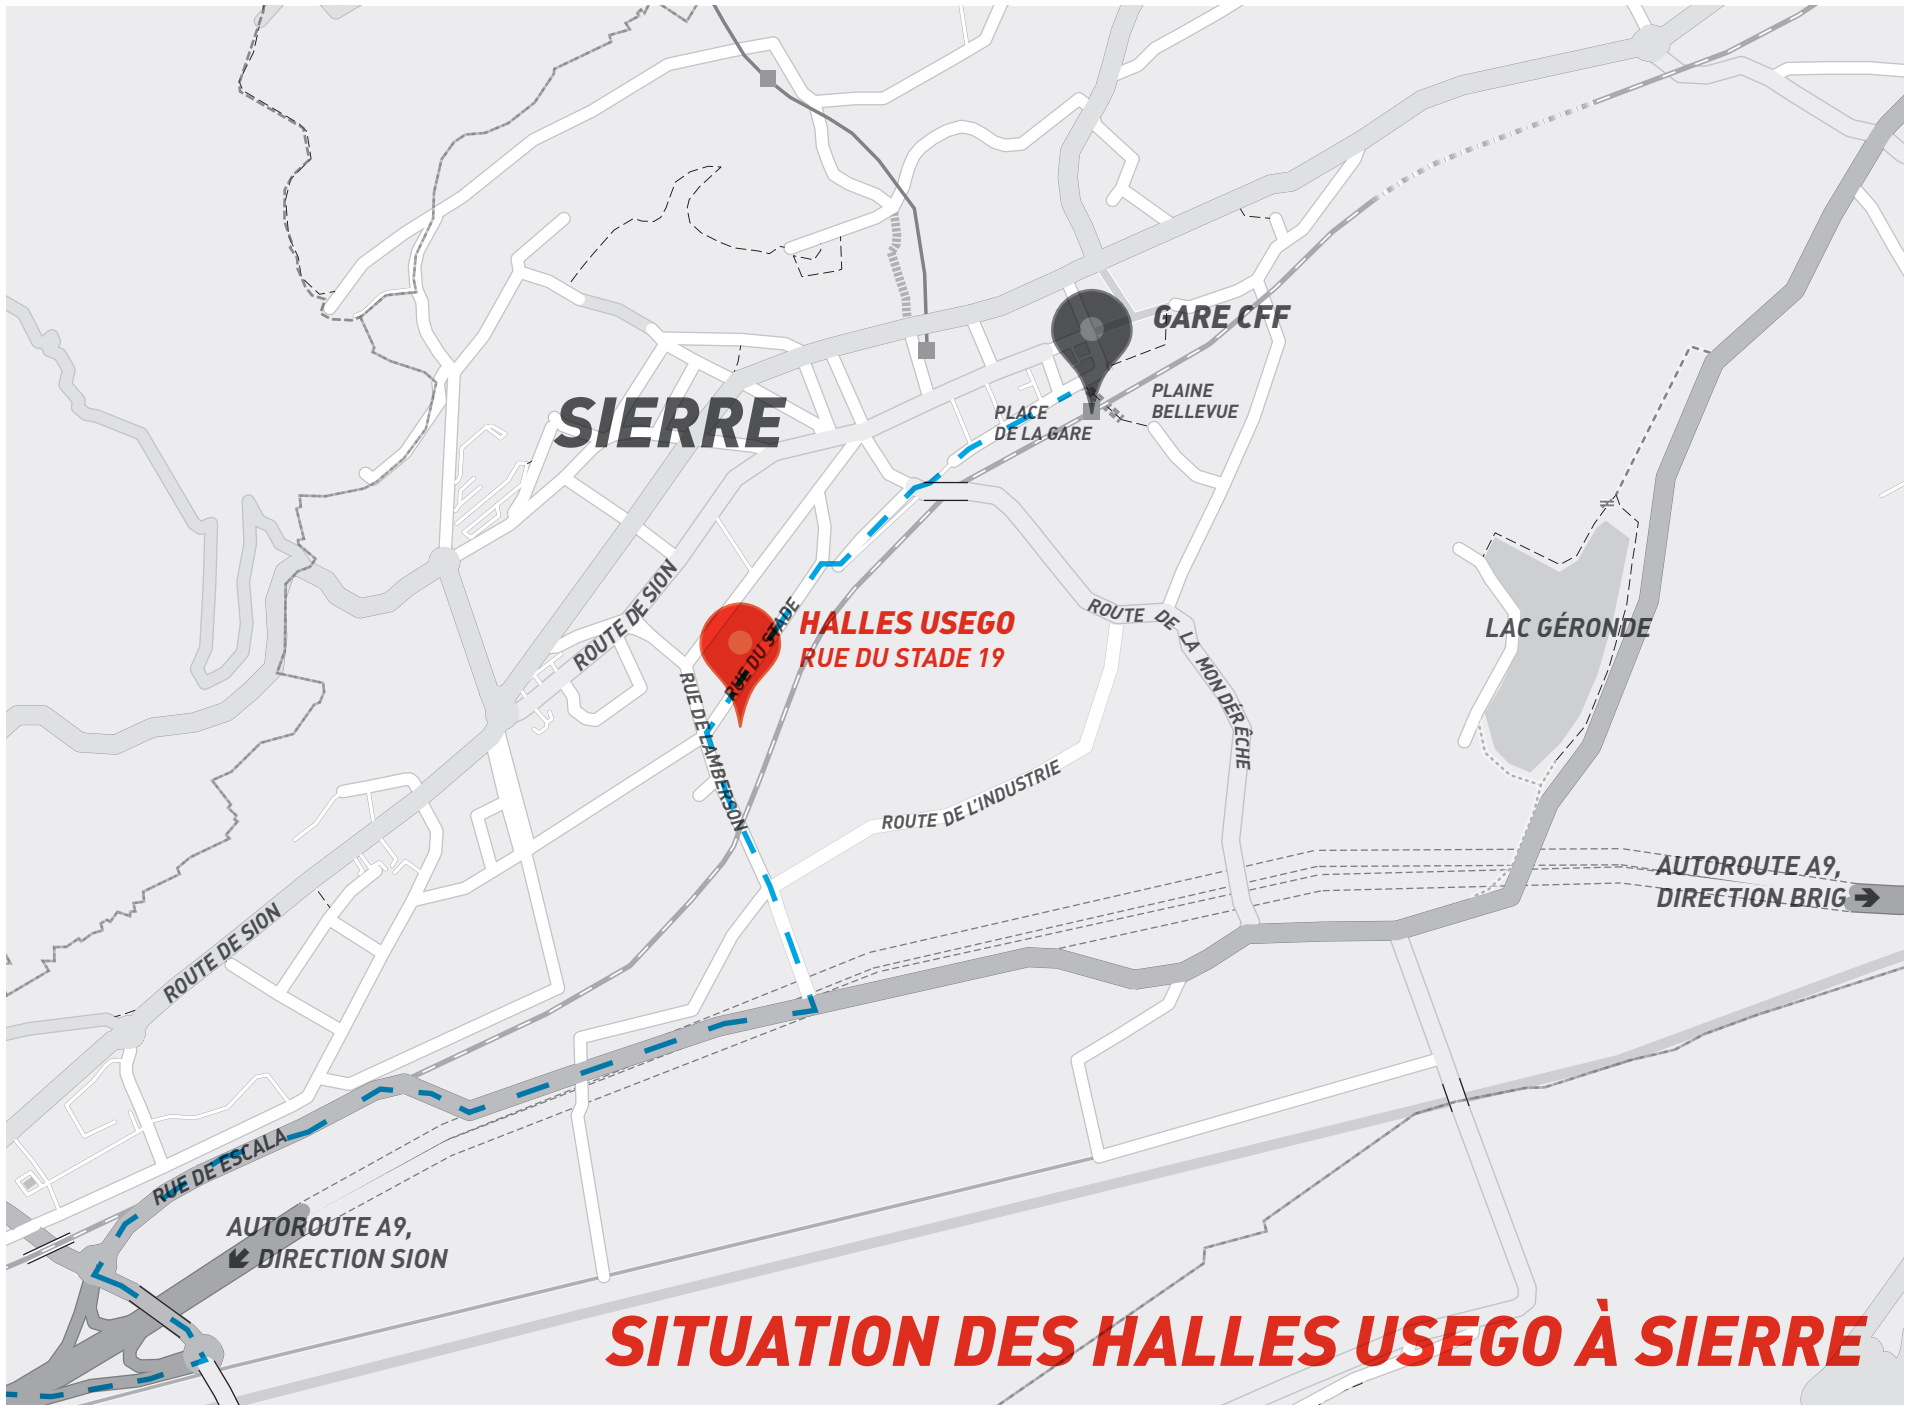 GARE CFF
PLAINE
BELLEVUE
PLACE
DE LA GARE
SIERRE
ROUTE DE SION
RUE DU STADE
HALLES USEGO
RUE DU STADE 19
ROUTE DE LA MONDÉRÈCHE
LAC GÉRONDE
RUE DE LAMBERSON
ROUTE DE L'INDUSTRIE
AUTOROUTE A9,
DIRECTION BRIG
ROUTE DE SION
RUE DE ESCALA
AUTOROUTE A9,
DIRECTION SION
SITUATION DES HALLES USEGO À SIERRE